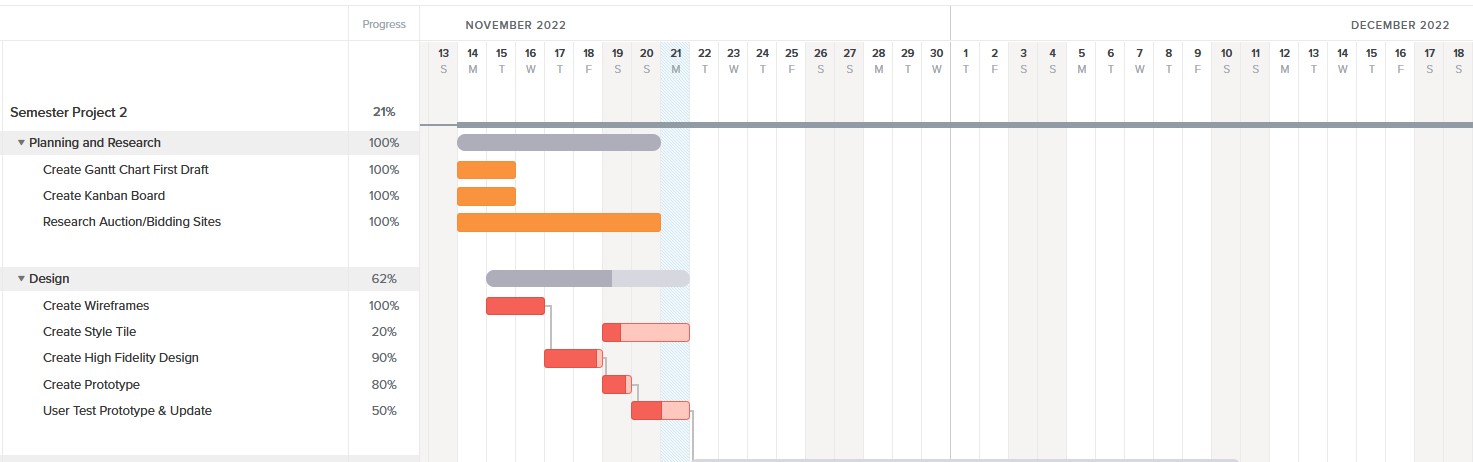 Progress NOVEMBER 2022 DECEMBER 2022
13 14 15 16 17 18 19 20 21 22 23 24 25 26 27 28 29 30 1 2 3 4 5 6 7 8 9 10 11 12 13 14 15 16 17 18
S M T W T F S S M T W T F S S M T W T F S S M T W T F S S M T W T F S S
Semester Project 2 21%
Planning and Research 100%
Create Gantt Chart First Draft 100%
Create Kanban Board 100%
Research Auction/Bidding Sites 100%
Design 62%
Create Wireframes 100%
Create Style Tile 20%
Create High Fidelity Design 90%
Create Prototype 80%
User Test Prototype & Update 50%